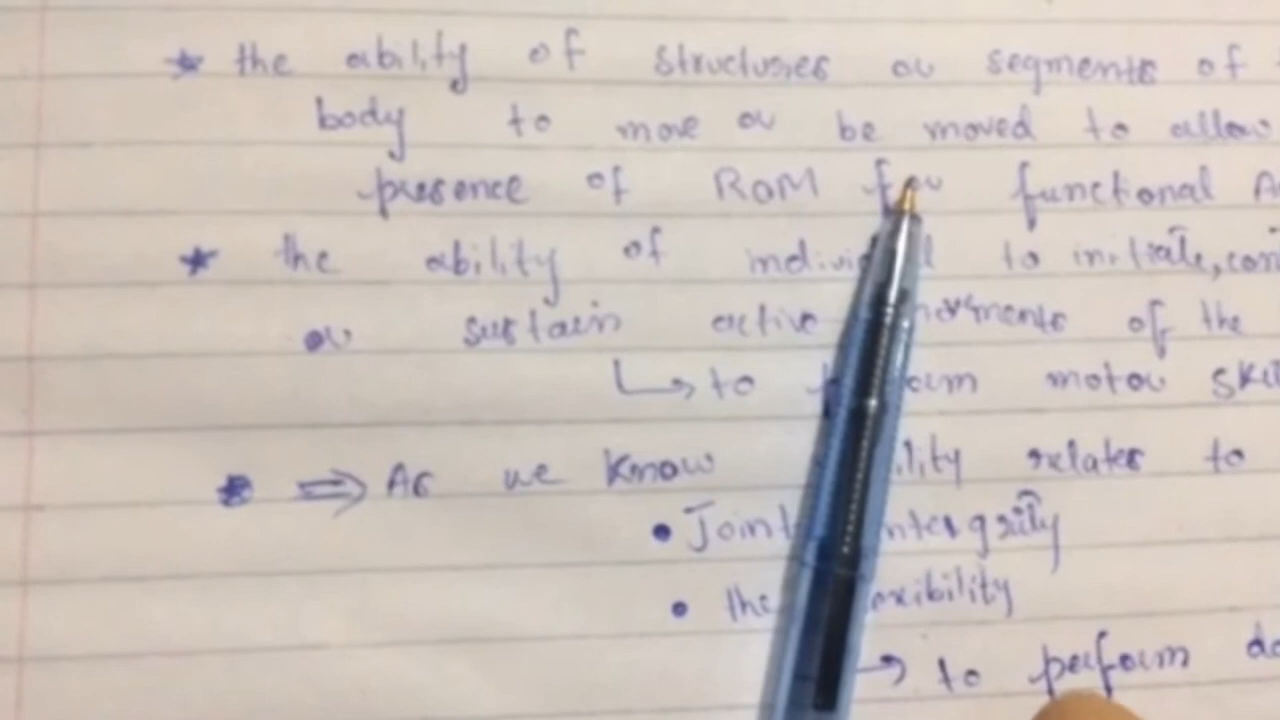 * the ability of structures or segments of
body to move or be moved to allow
presence of ROM for functional
* the ability of to initiate,
or sustain active movements of the
↳ to motor
⇒ As we know relates to
• Joint intergrity
• the
→ to perform